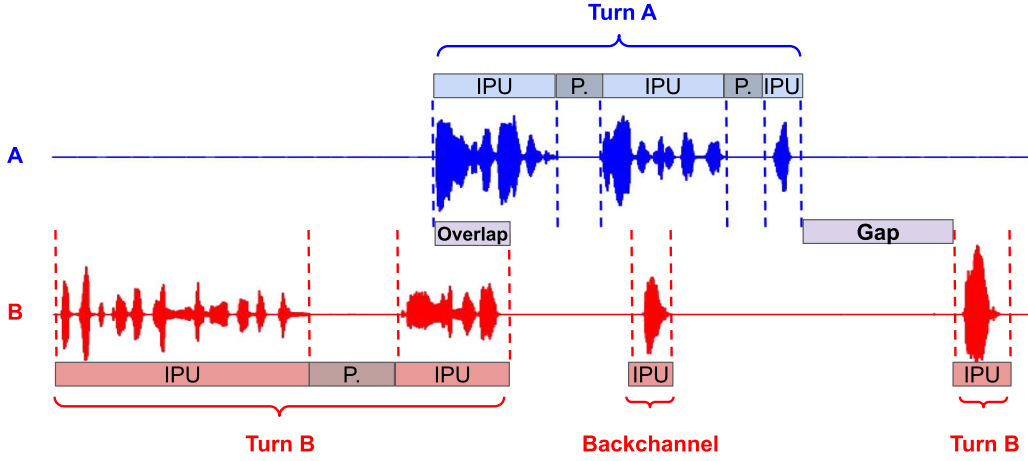 Turn A
IPU P. IPU P. IPU
A
Overlap Gap
B
IPU P. IPU IPU IPU
Turn B Backchannel Turn B